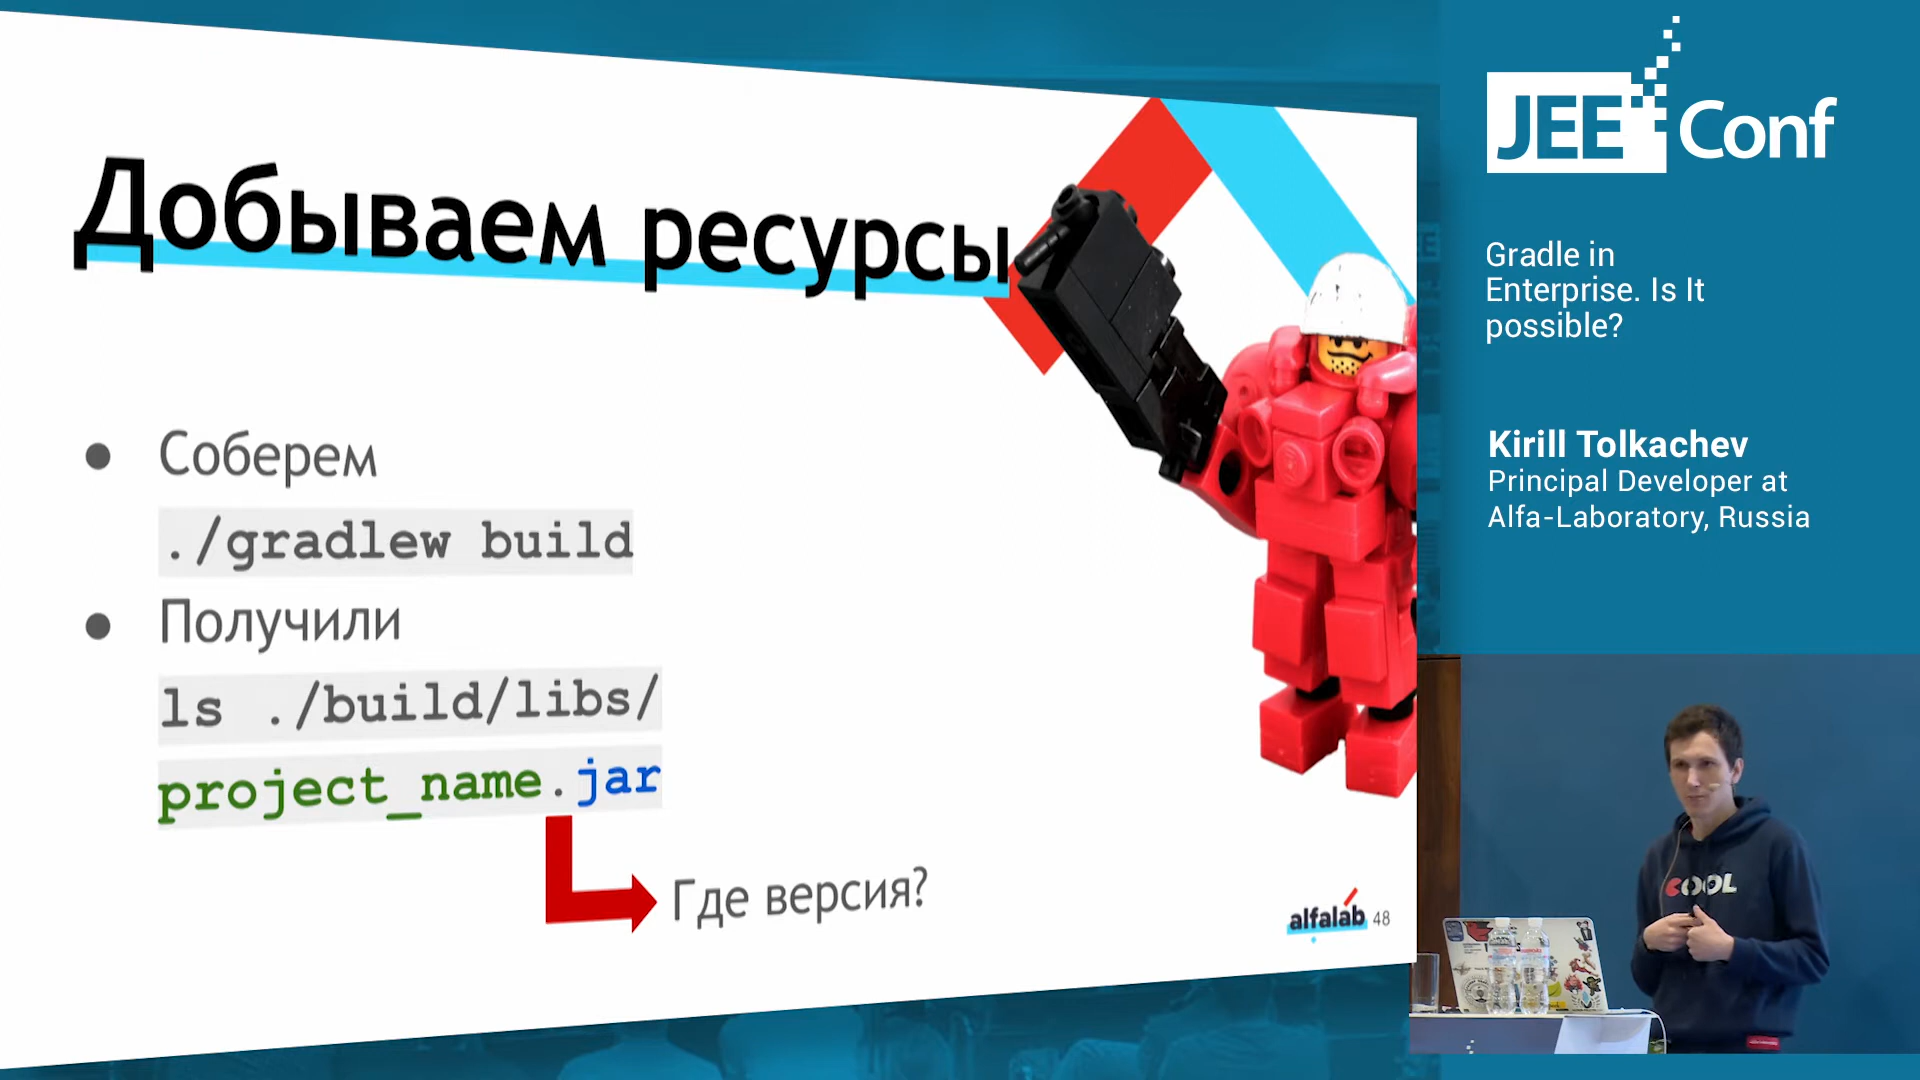 Добываем ресурсы
● Соберем
./gradlew build
● Получили
ls ./build/libs/
project_name.jar
Где версия?
alfalab 48
JEE Conf
Gradle in
Enterprise. Is It
possible?
Kirill Tolkachev
Principal Developer at
Alfa-Laboratory, Russia
COOL